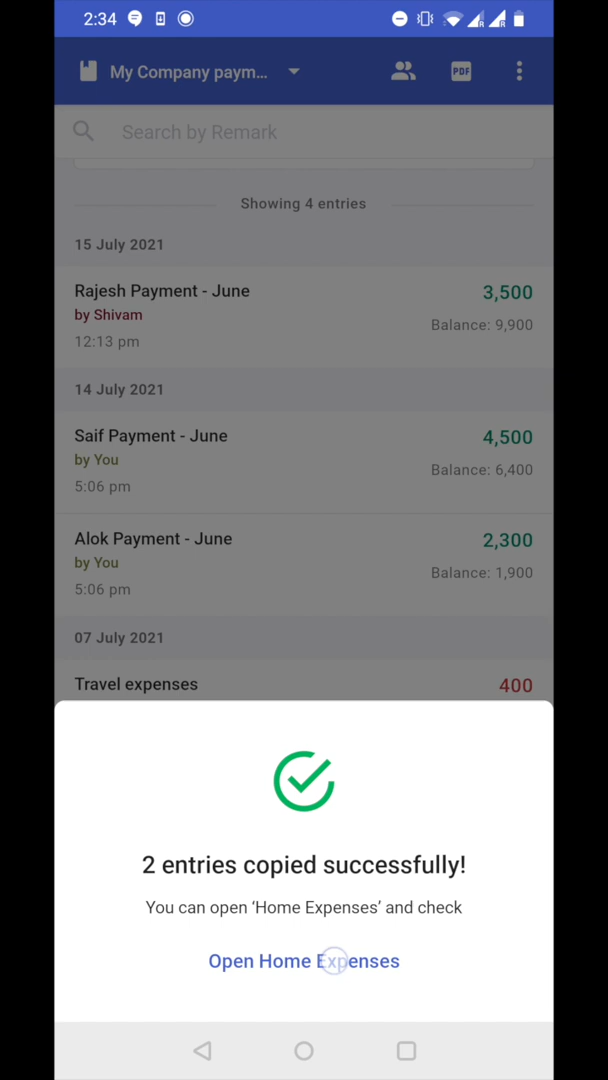 2:34
My Company paym...
PDF
Search by Remark
Showing 4 entries
15 July 2021
Rajesh Payment - June
3,500
by Shivam
Balance: 9,900
12:13 pm
14 July 2021
Saif Payment - June
4,500
by You
Balance: 6,400
5:06 pm
Alok Payment - June
2,300
by You
Balance: 1,900
5:06 pm
07 July 2021
Travel expenses
400
2 entries copied successfully!
You can open ‘Home Expenses’ and check
Open Home Expenses